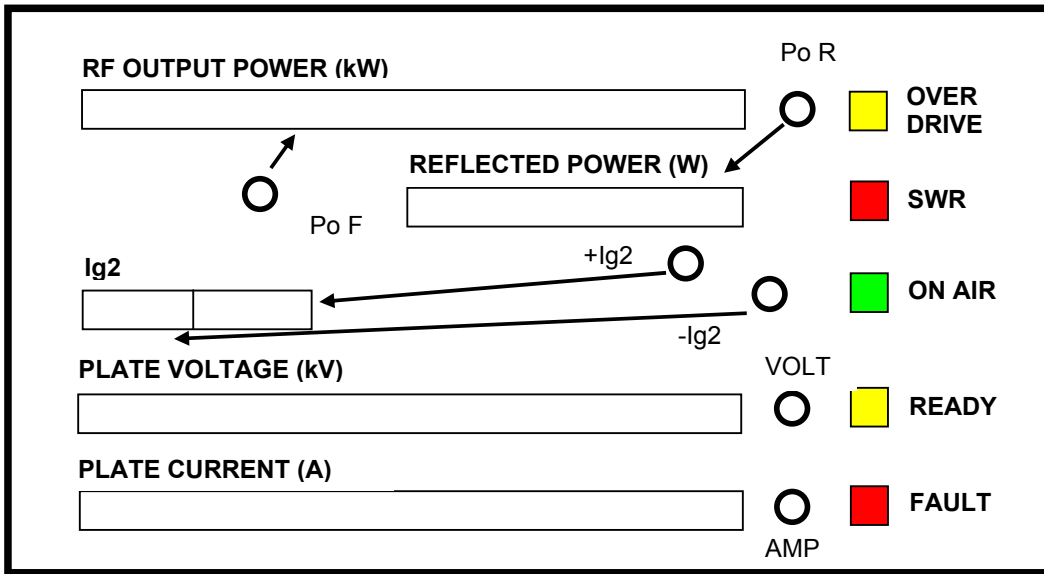 Po R
RF OUTPUT POWER (kW)
OVER
DRIVE
REFLECTED POWER (W)
SWR
Po F
+Ig2
Ig2
ON AIR
-Ig2
PLATE VOLTAGE (kV)
VOLT
READY
PLATE CURRENT (A)
FAULT
AMP